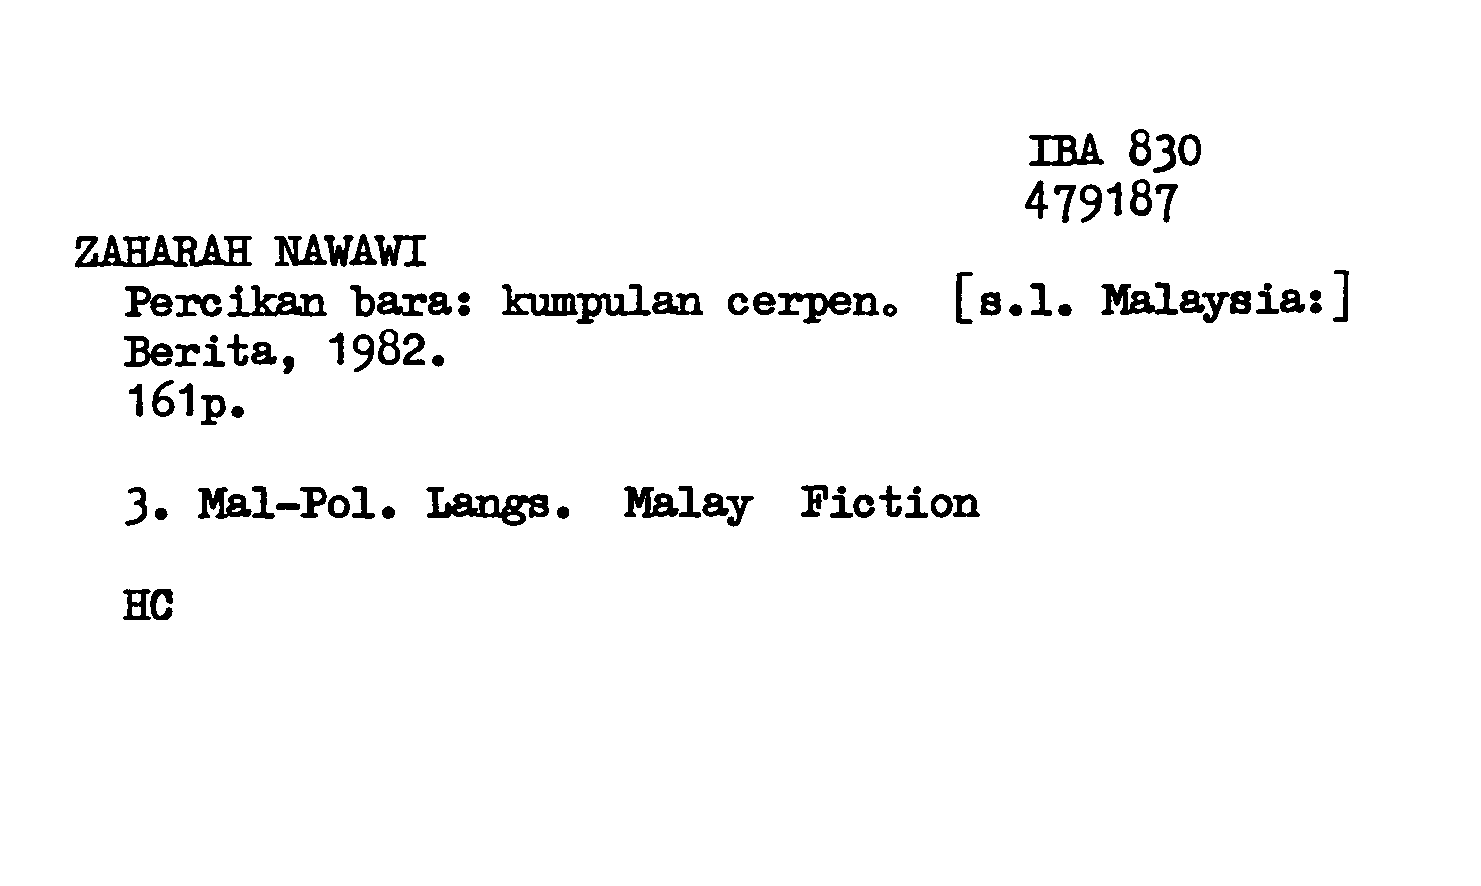 IBA 830
479187
ZAHARAH NAWAWI
Percikan bara: kumpulan cerpen. [s.l. Malaysia:]
Berita, 1982.
161p.
3. Mal-Pol. Langs. Malay Fiction
HC